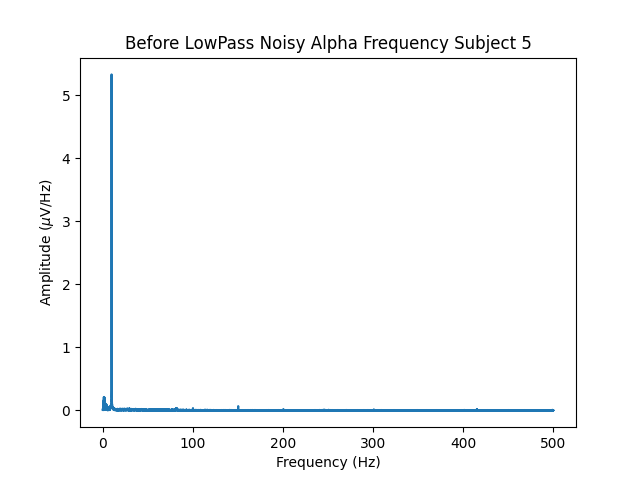 Before LowPass Noisy Alpha Frequency Subject 5
Amplitude (μV/Hz)
5
4
3
2
1
0
0 100 200 300 400 500
Frequency (Hz)